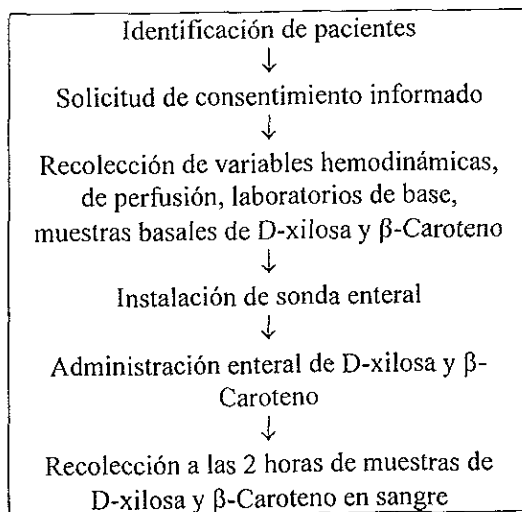 Identificación de pacientes
↓
Solicitud de consentimiento informado
↓
Recolección de variables hemodinámicas,
de perfusión, laboratorios de base,
muestras basales de D-xilosa y β-Caroteno
↓
Instalación de sonda enteral
↓
Administración enteral de D-xilosa y β-
Caroteno
↓
Recolección a las 2 horas de muestras de
D-xilosa y β-Caroteno en sangre